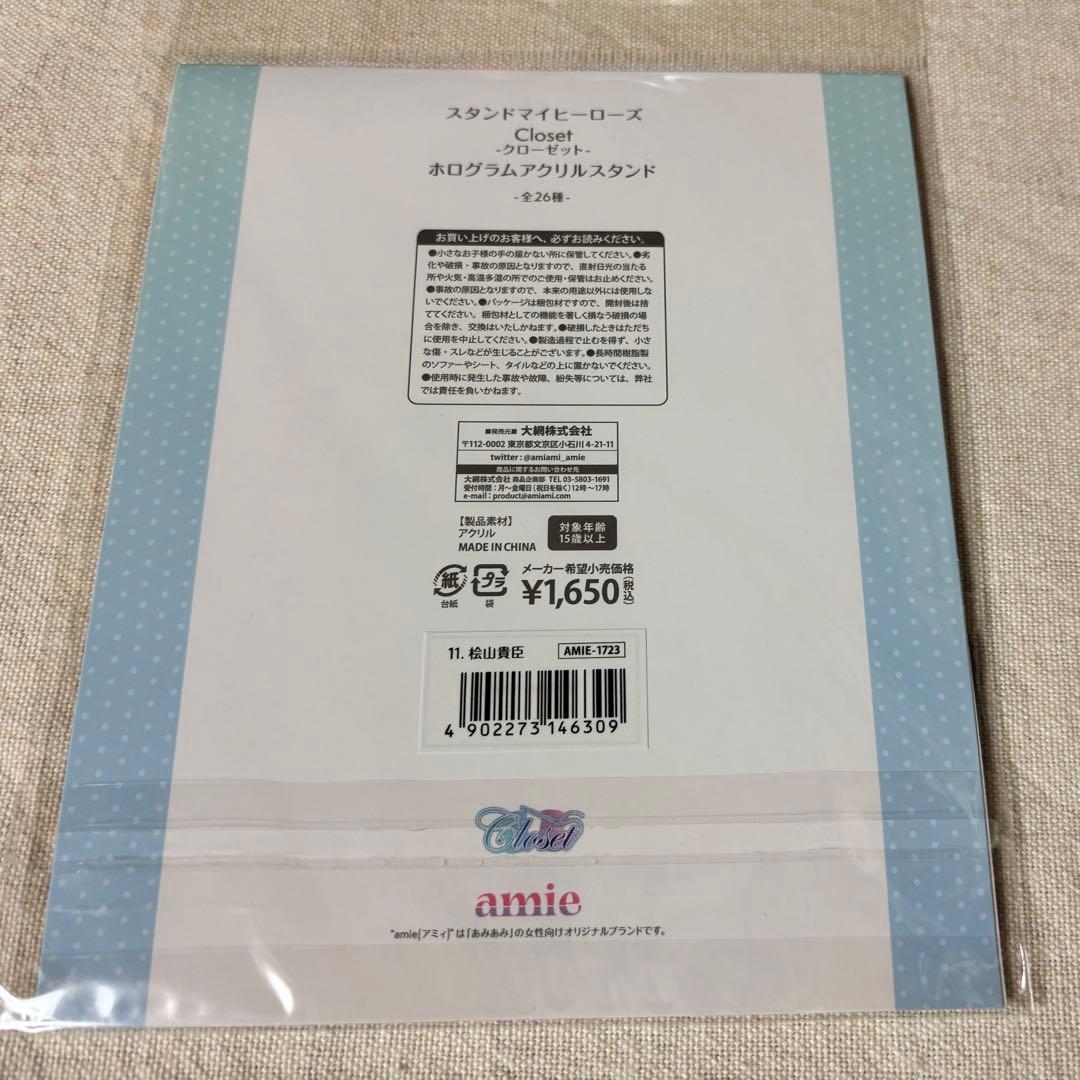 スタンドマイヒーローズ
Closet
-クローゼット-
ホログラムアクリルスタンド
-全26種-
お買い上げのお客様へ、必ずお読みください。
●小さなお子様の手の届かない所に保管してください。●劣
化や破損・事故の原因となりますので、直射日光の当たる
所や火気・高温多湿の所でのご使用・保管はお止めください。
●事故の原因となりますので、本来の用途以外には使用し
ないでください。●パッケージは梱包材ですので、開封後は捨
ててください。梱包材としての機能を著しく損なう破損の場
合を除き、交換はいたしかねます。●破損したときはただち
に使用を中止してください。●製造過程で止むを得ず、小さ
な傷・スレなどが生じることがございます。●長時間樹脂製
のソファーやシート、タイルなどの上に置かないでください。
●使用時に発生した事故や故障、紛失等については、弊社
では責任を負いかねます。
■発売元■ 大網株式会社
〒112-0002 東京都文京区小石川 4-21-11
twitter : @amiami_amie
商品に関するお問い合わせ先
大網株式会社 商品企画部 TEL 03-5803-1691
受付時間:月〜金曜日(祝日を除く)12時〜17時
e-mail : product@amiami.com
【製品素材】
アクリル
MADE IN CHINA
対象年齢
15歳以上
紙
台紙
プラ
袋
メーカー希望小売価格
¥1,650(税込)
11. 桧山貴臣 AMIE-1723
4 902273 146309
Closet
amie
"amie[アミィ]"は「あみあみ」の女性向けオリジナルブランドです。